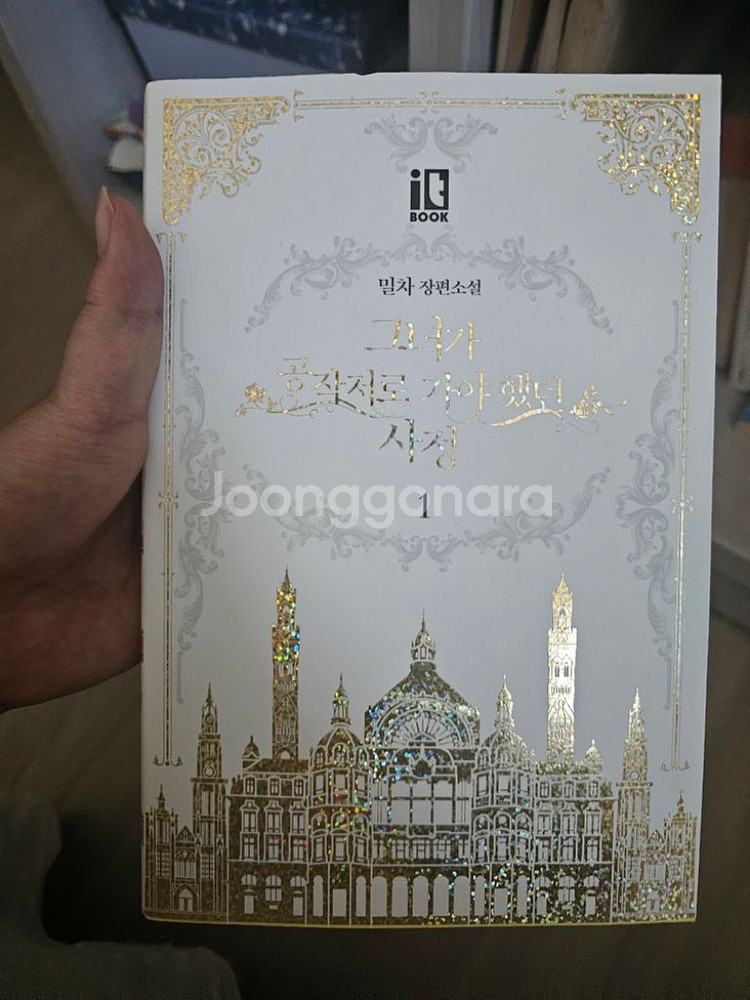 it
BOOK
밀차 장편소설
그녀가
공작저로 가야 했던
사정
Joonggonara
1